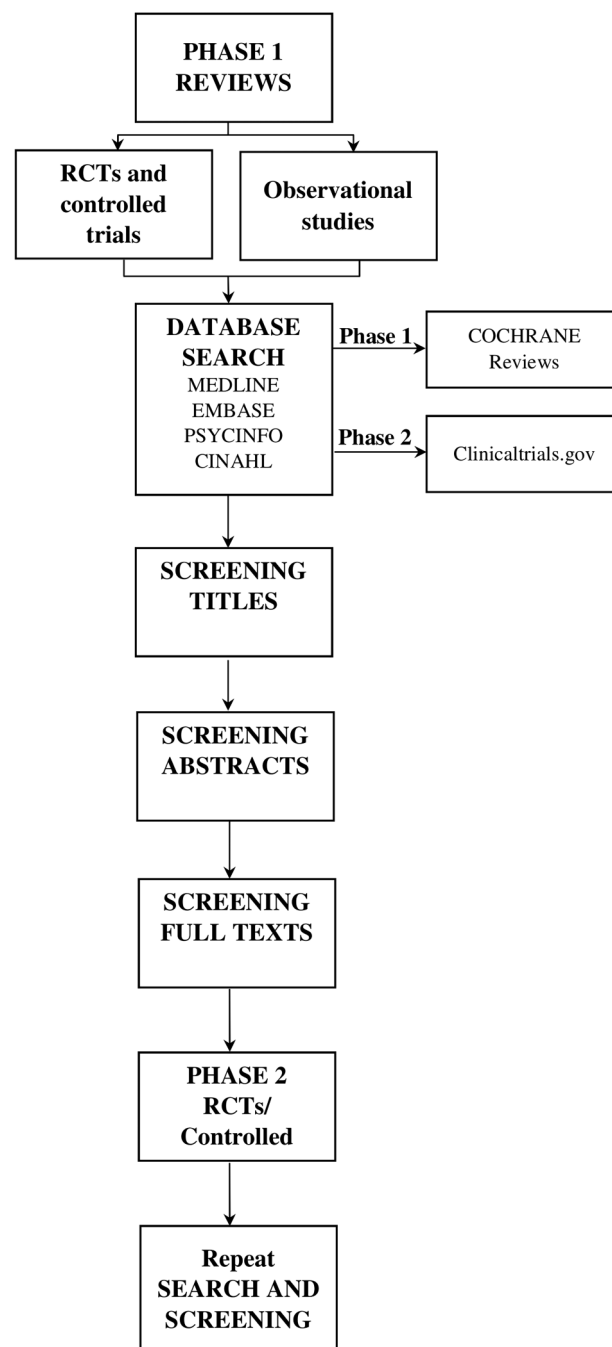 PHASE 1
REVIEWS
RCTs and
controlled
trials
Observational
studies
DATABASE
SEARCH
MEDLINE
EMBASE
PSYCINFO
CINAHL
Phase 1
COCHRANE
Reviews
Phase 2
Clinicaltrials.gov
SCREENING
TITLES
SCREENING
ABSTRACTS
SCREENING
FULL TEXTS
PHASE 2
RCTs/
Controlled
Repeat
SEARCH AND
SCREENING